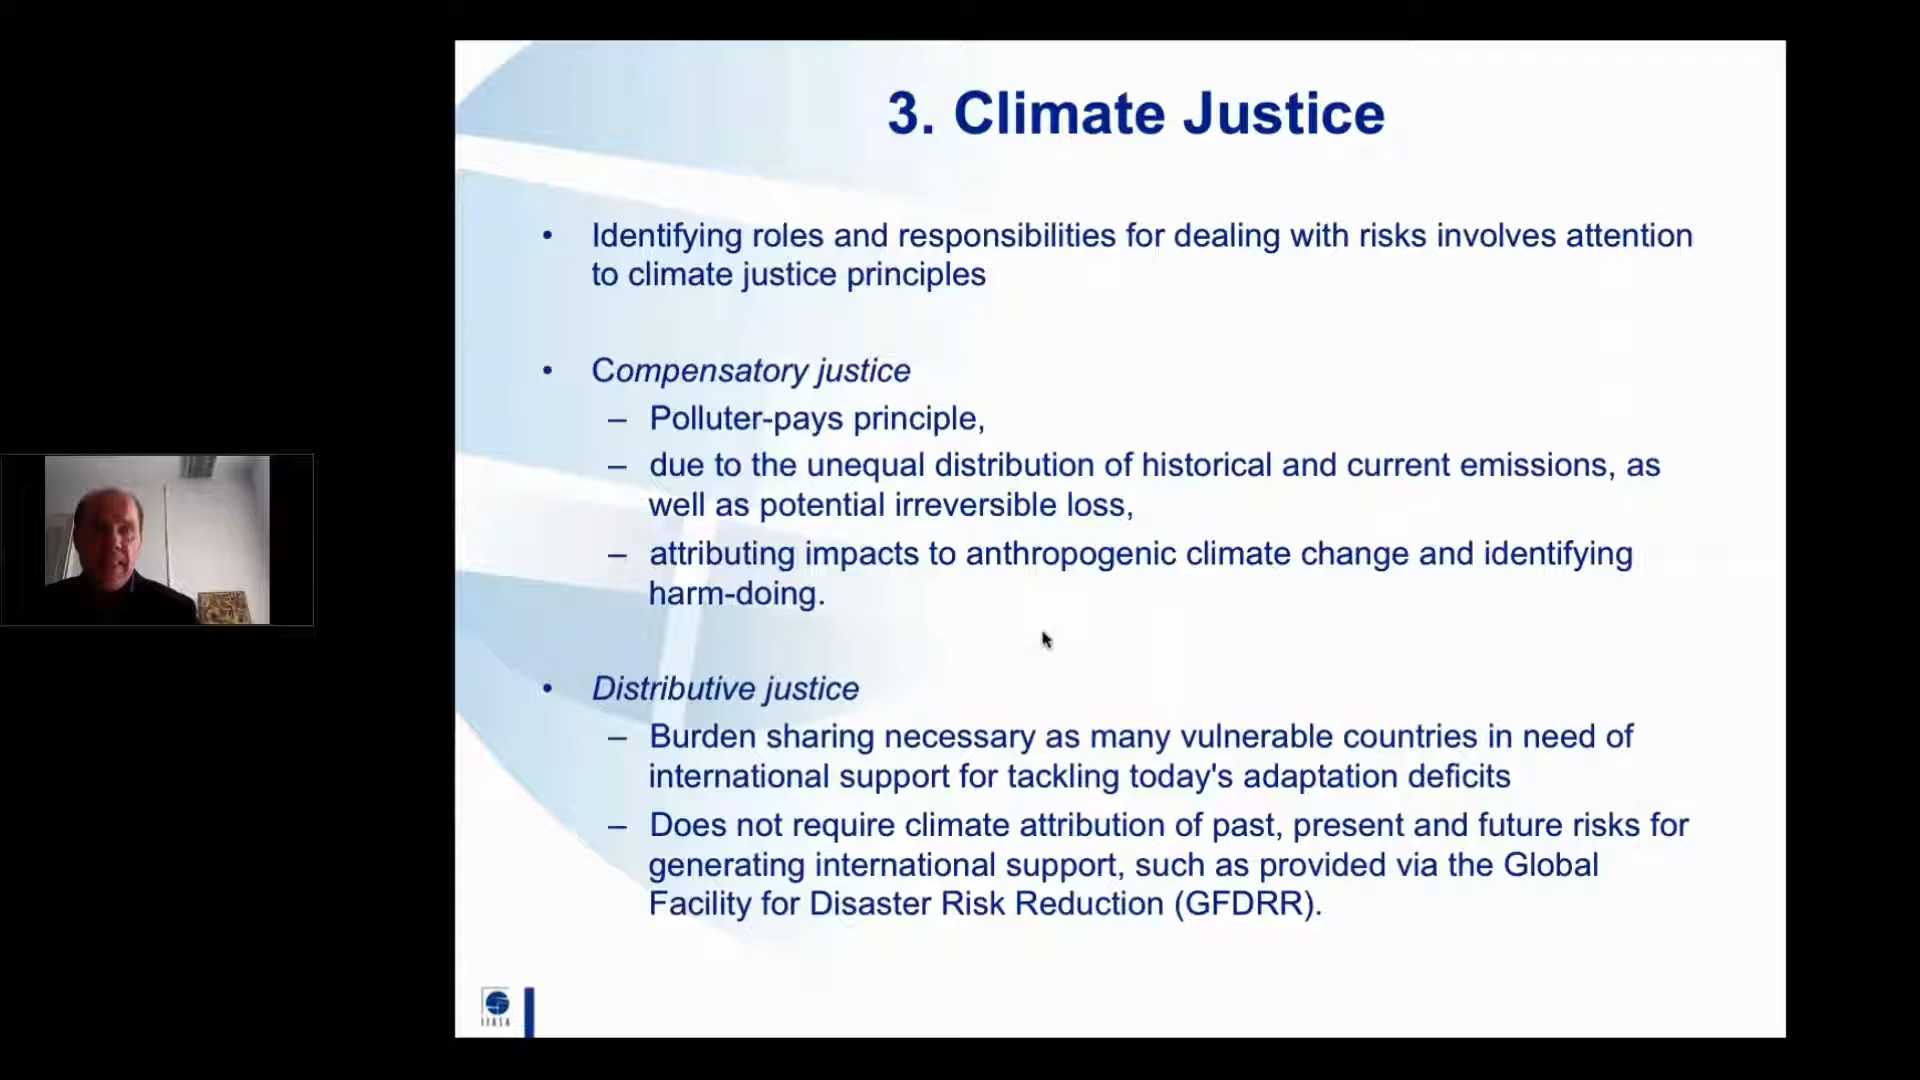 3. Climate Justice
• Identifying roles and responsibilities for dealing with risks involves attention
to climate justice principles
• Compensatory justice
– Polluter-pays principle,
– due to the unequal distribution of historical and current emissions, as
well as potential irreversible loss,
– attributing impacts to anthropogenic climate change and identifying
harm-doing.
• Distributive justice
– Burden sharing necessary as many vulnerable countries in need of
international support for tackling today's adaptation deficits
– Does not require climate attribution of past, present and future risks for
generating international support, such as provided via the Global
Facility for Disaster Risk Reduction (GFDRR).
IIASA